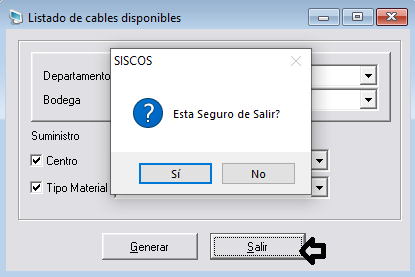 Listado de cables disponibles
SISCOS
Departamento
Esta Seguro de Salir?
Bodega
Suministro
Centro
Sí No
Tipo Material
Generar Salir